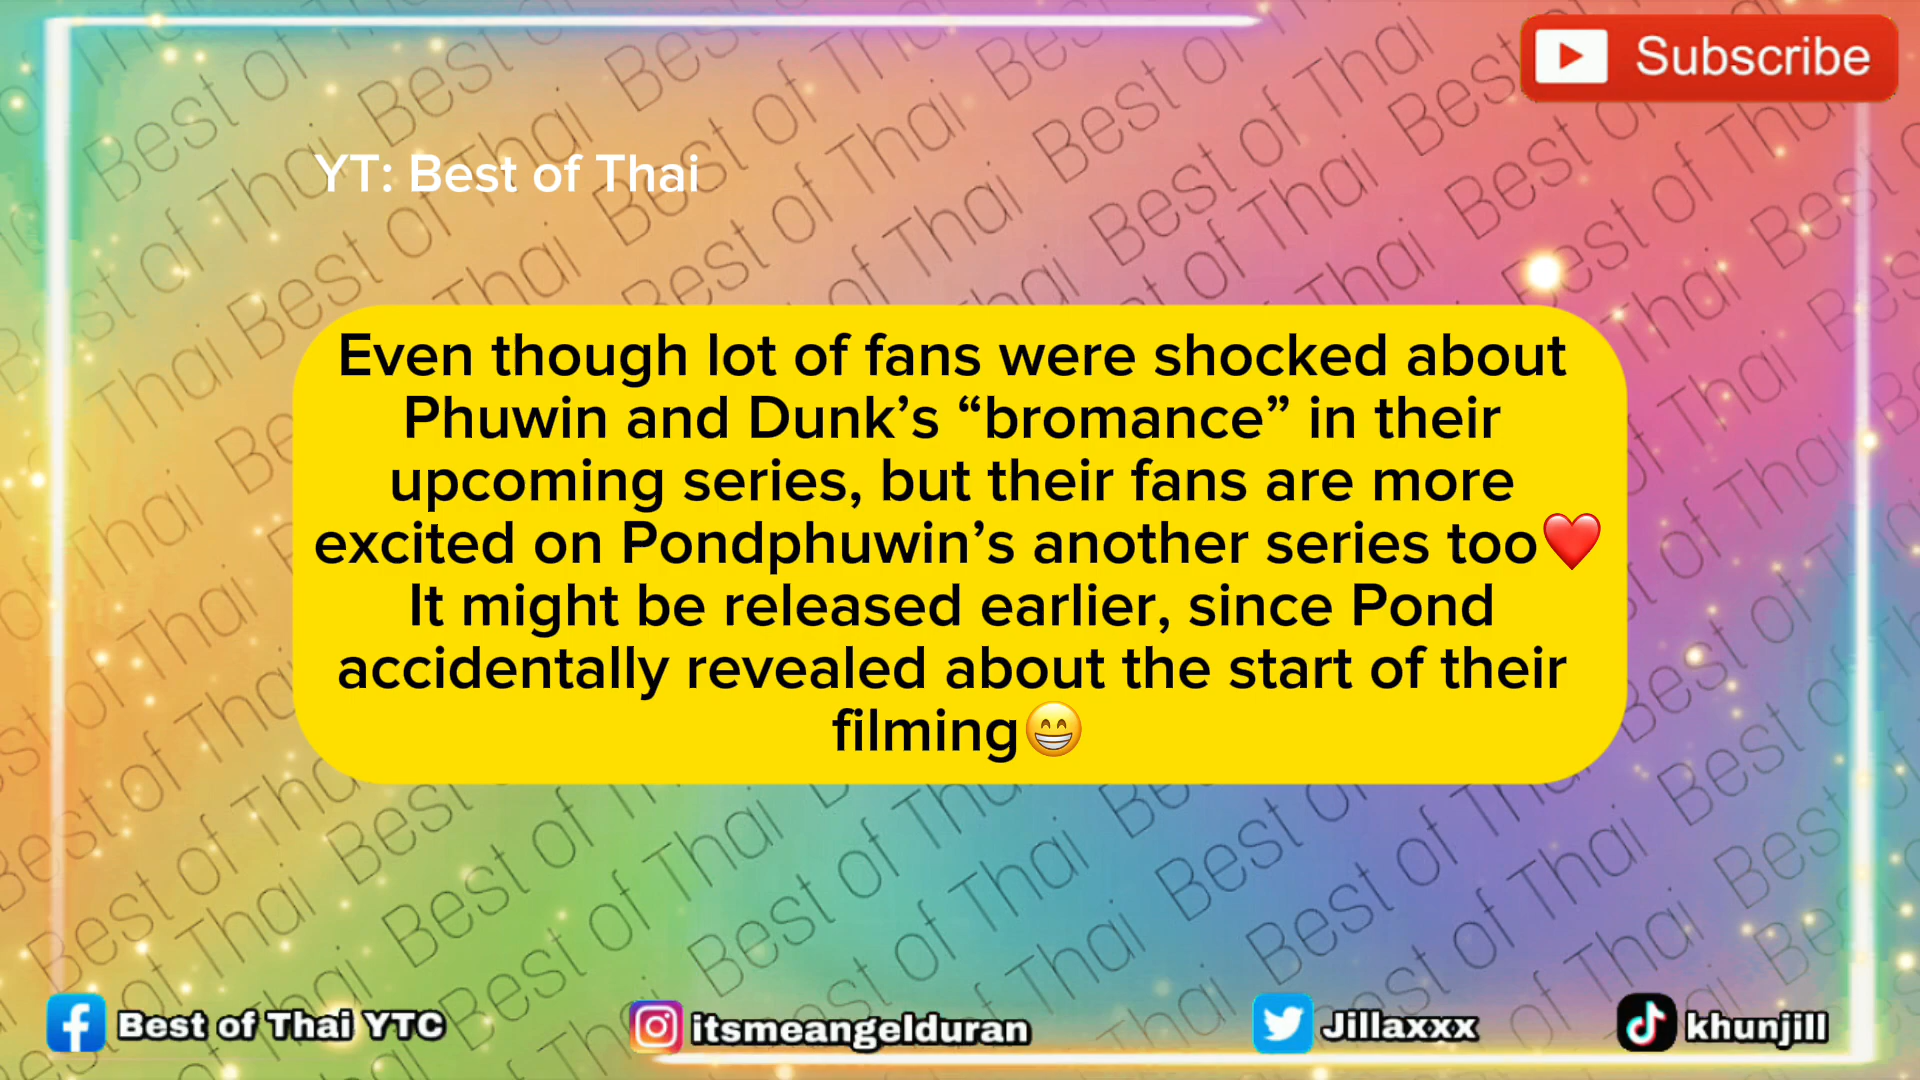 Subscribe
YT: Best of Thai
Even though lot of fans were shocked about
Phuwin and Dunk’s “bromance” in their
upcoming series, but their fans are more
excited on Pondphuwin’s another series too❤️
It might be released earlier, since Pond
accidentally revealed about the start of their
filming😁
Best of Thai YTC
itsmeangelduran
Jillaxxx
khunjill